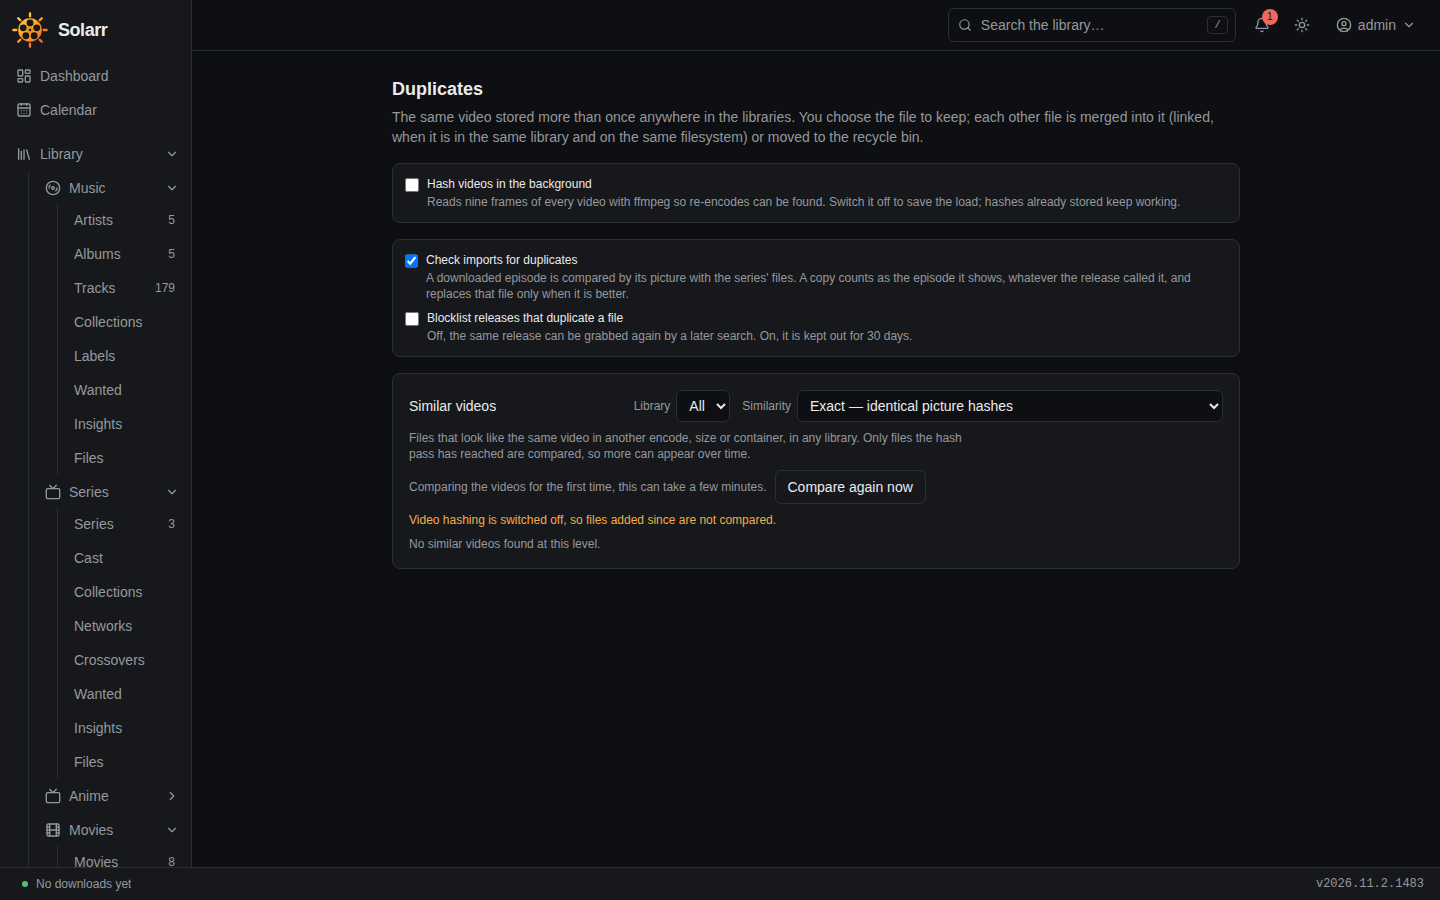 Solarr
Search the library…
/
1
admin
Dashboard
Calendar
Library
Music
Artists 5
Albums 5
Tracks 179
Collections
Labels
Wanted
Insights
Files
Series
Series 3
Cast
Collections
Networks
Crossovers
Wanted
Insights
Files
Anime
Movies
Movies 8
Duplicates
The same video stored more than once anywhere in the libraries. You choose the file to keep; each other file is merged into it (linked,
when it is in the same library and on the same filesystem) or moved to the recycle bin.
Hash videos in the background
Reads nine frames of every video with ffmpeg so re-encodes can be found. Switch it off to save the load; hashes already stored keep working.
Check imports for duplicates
A downloaded episode is compared by its picture with the series' files. A copy counts as the episode it shows, whatever the release called it, and
replaces that file only when it is better.
Blocklist releases that duplicate a file
Off, the same release can be grabbed again by a later search. On, it is kept out for 30 days.
Similar videos
Library
All
Similarity
Exact — identical picture hashes
Files that look like the same video in another encode, size or container, in any library. Only files the hash
pass has reached are compared, so more can appear over time.
Comparing the videos for the first time, this can take a few minutes.
Compare again now
Video hashing is switched off, so files added since are not compared.
No similar videos found at this level.
No downloads yet
v2026.11.2.1483